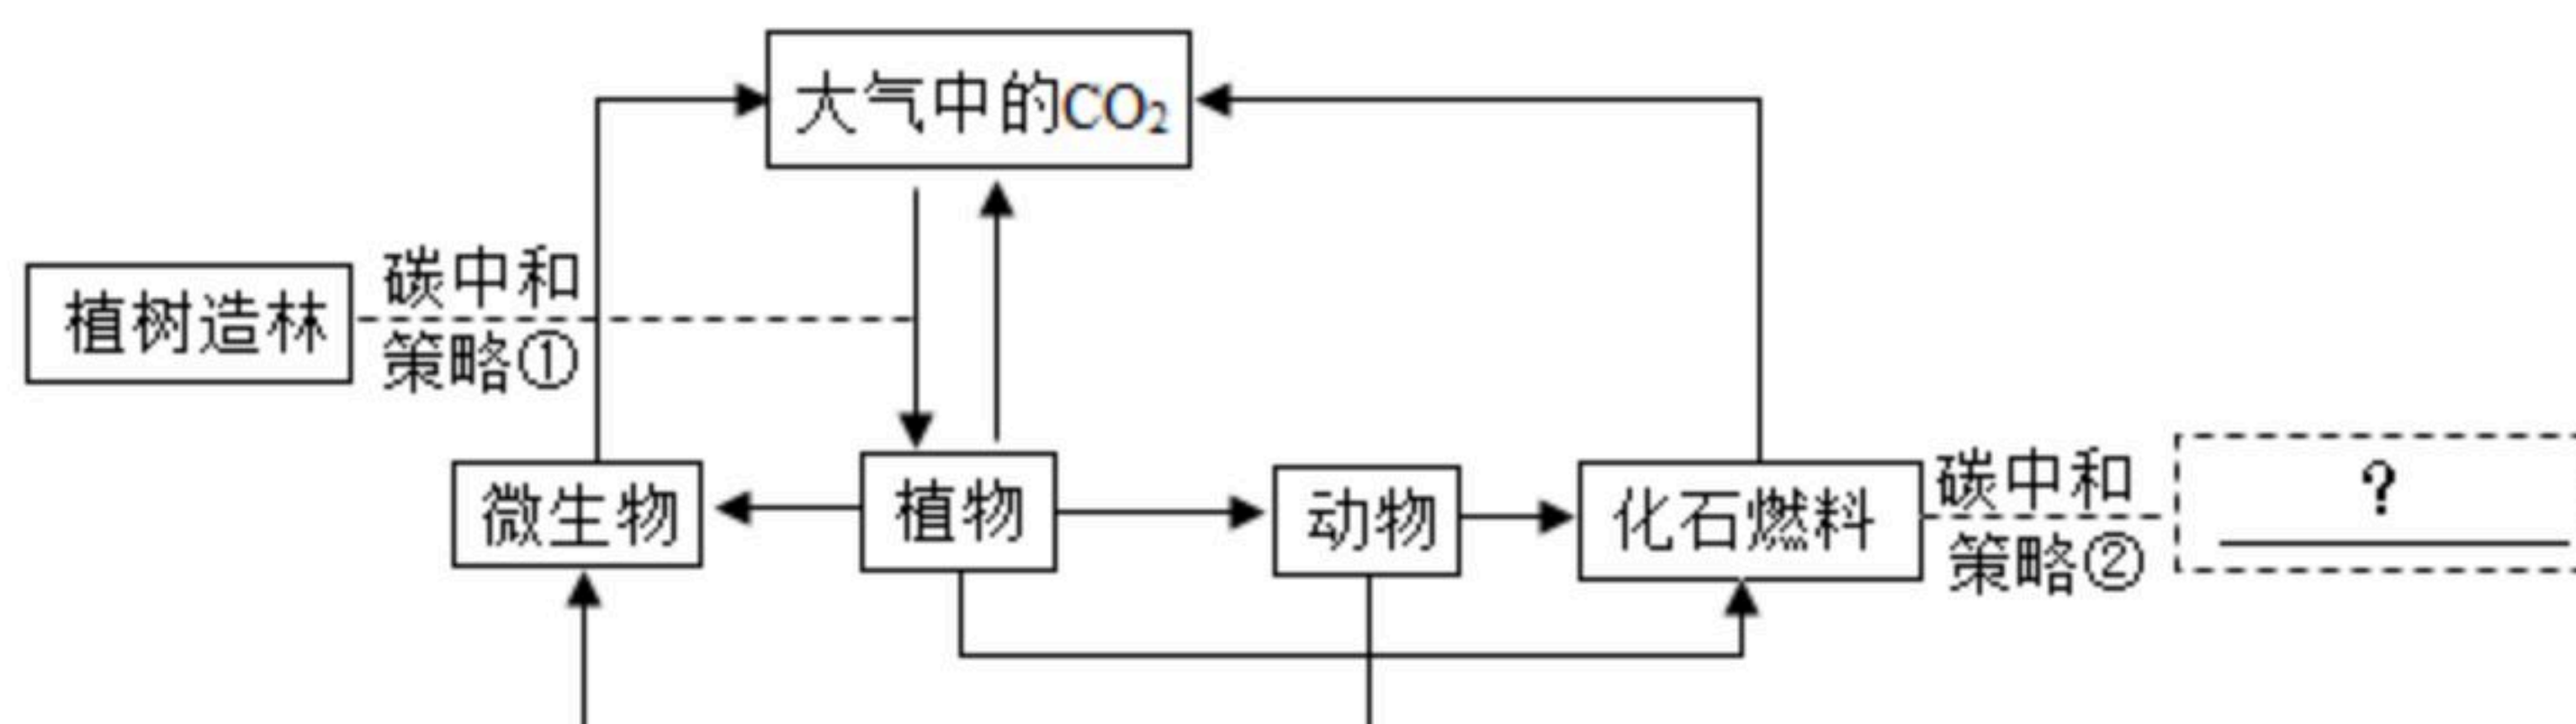 大气中的CO₂
植树造林
碳中和
策略①
微生物
植物
动物
化石燃料
碳中和
策略②
？